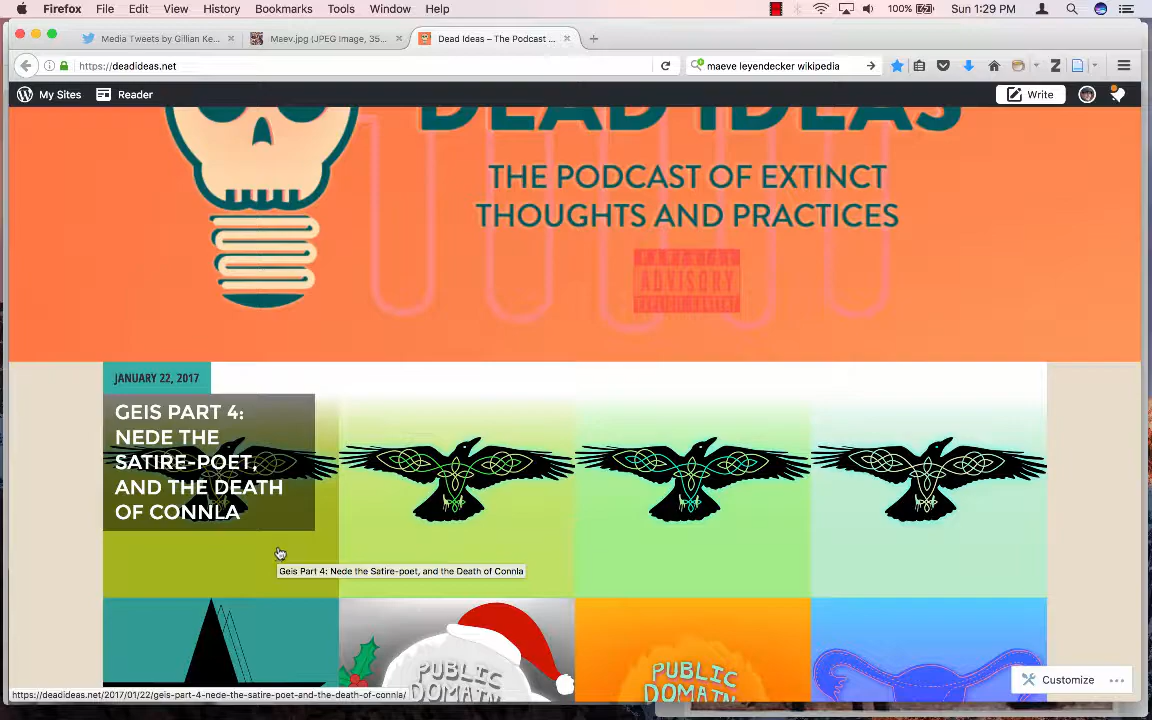 Firefox File Edit View History Bookmarks Tools Window Help 100% Sun 1:29 PM
Media Tweets by Gillian Ke... × Maev.jpg (JPEG Image, 35... × Dead Ideas – The Podcast ... × +
https://deadideas.net maeve leyendecker wikipedia
My Sites Reader Write
DEAD IDEAS
THE PODCAST OF EXTINCT
THOUGHTS AND PRACTICES
ADVISORY
JANUARY 22, 2017
GEIS PART 4:
NEDE THE
SATIRE-POET,
AND THE DEATH
OF CONNLA
Geis Part 4: Nede the Satire-poet, and the Death of Connla
PUBLIC DOMAIN
PUBLIC DOMAIN
Customize
https://deadideas.net/2017/01/22/geis-part-4-nede-the-satire-poet-and-the-death-of-connla/